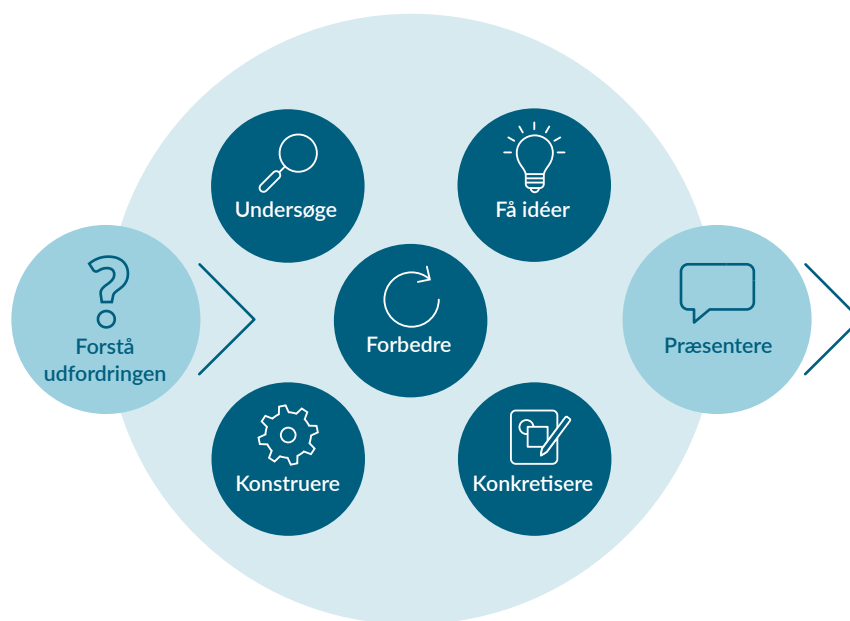 Undersøge
Få idéer
Forstå
udfordringen
Forbedre
Præsentere
Konstruere
Konkretisere